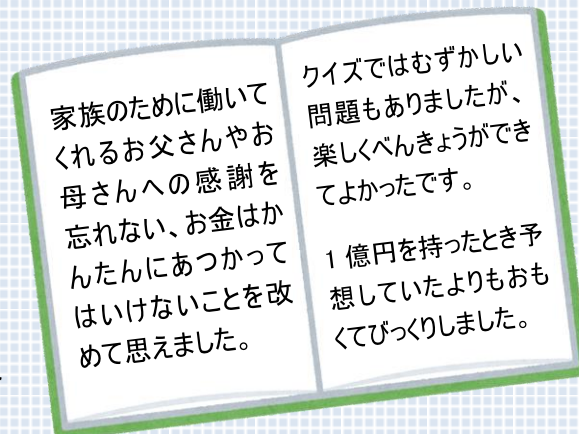 家族のために働いて
くれるお父さんやお
母さんへの感謝を
忘れない、お金はか
んたんにあつかって
はいけないことを改
めて思えました。
クイズではむずかしい
問題もありましたが、
楽しくべんきょうができ
てよかったです。
1億円を持ったとき予
想していたよりもおも
くてびっくりしました。